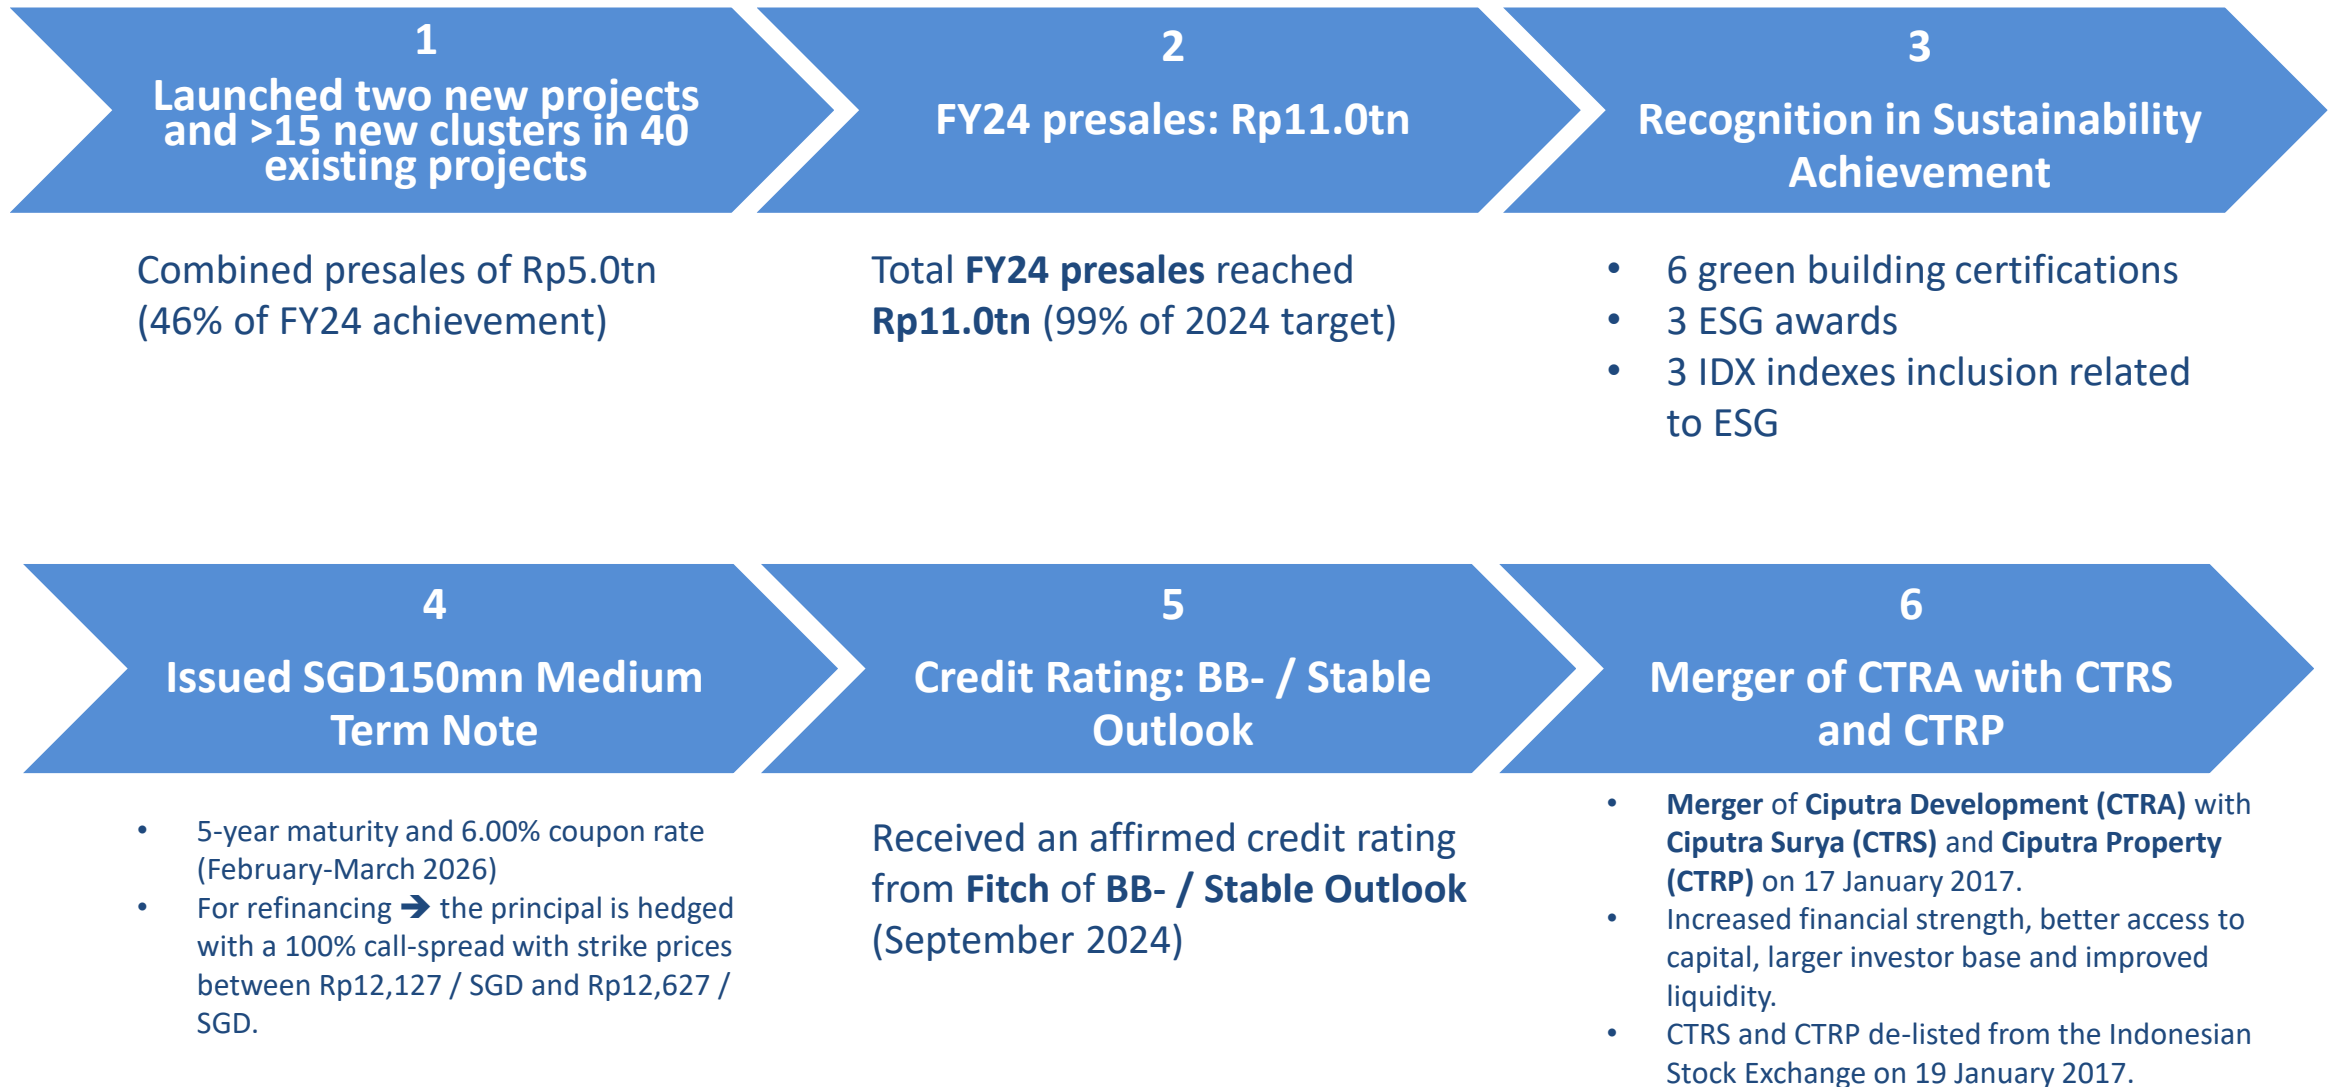 1
Launched two new projects
and >15 new clusters in 40
existing projects
Combined presales of Rp5.0tn
(46% of FY24 achievement)
2
FY24 presales: Rp11.0tn
Total FY24 presales reached
Rp11.0tn (99% of 2024 target)
3
Recognition in Sustainability
Achievement
• 6 green building certifications
• 3 ESG awards
• 3 IDX indexes inclusion related
to ESG
4
Issued SGD150mn Medium
Term Note
• 5-year maturity and 6.00% coupon rate
(February-March 2026)
• For refinancing ➔ the principal is hedged
with a 100% call-spread with strike prices
between Rp12,127 / SGD and Rp12,627 /
SGD.
5
Credit Rating: BB- / Stable
Outlook
Received an affirmed credit rating
from Fitch of BB- / Stable Outlook
(September 2024)
6
Merger of CTRA with CTRS
and CTRP
• Merger of Ciputra Development (CTRA) with
Ciputra Surya (CTRS) and Ciputra Property
(CTRP) on 17 January 2017.
• Increased financial strength, better access to
capital, larger investor base and improved
liquidity.
• CTRS and CTRP de-listed from the Indonesian
Stock Exchange on 19 January 2017.